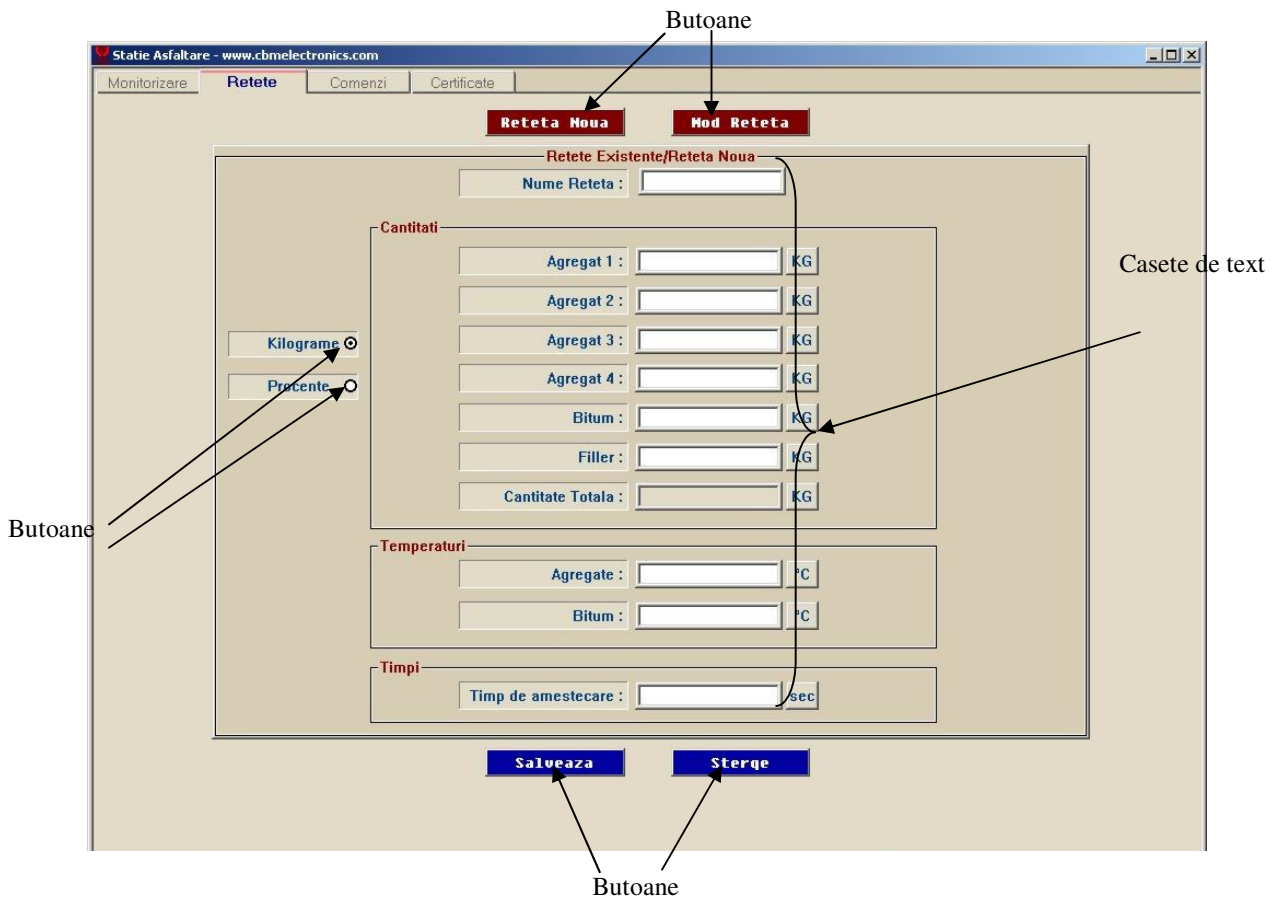 Butoane
Statie Asfaltare - www.cbmelectronics.com
Monitorizare Retete Comenzi Certificate
Reteta Noua Mod Reteta
Retete Existente/Reteta Noua
Nume Reteta :
Cantitati
Agregat 1 : KG
Casete de text
Agregat 2 : KG
Kilograme Agregat 3 : KG
Procente Agregat 4 : KG
Bitum : KG
Filler : KG
Cantitate Totala : KG
Butoane
Temperaturi
Agregate : °C
Bitum : °C
Timpi
Timp de amestecare : sec
Salveaza Sterge
Butoane